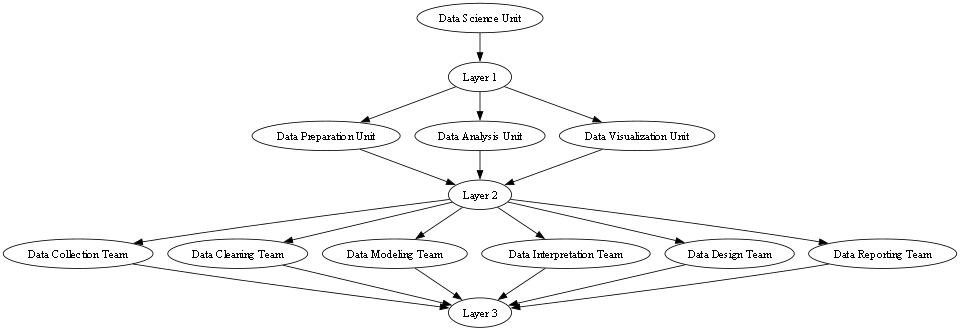 Data Science Unit
Layer 1
Data Preparation Unit
Data Analysis Unit
Data Visualization Unit
Layer 2
Data Collection Team
Data Cleaning Team
Data Modeling Team
Data Interpretation Team
Data Design Team
Data Reporting Team
Layer 3